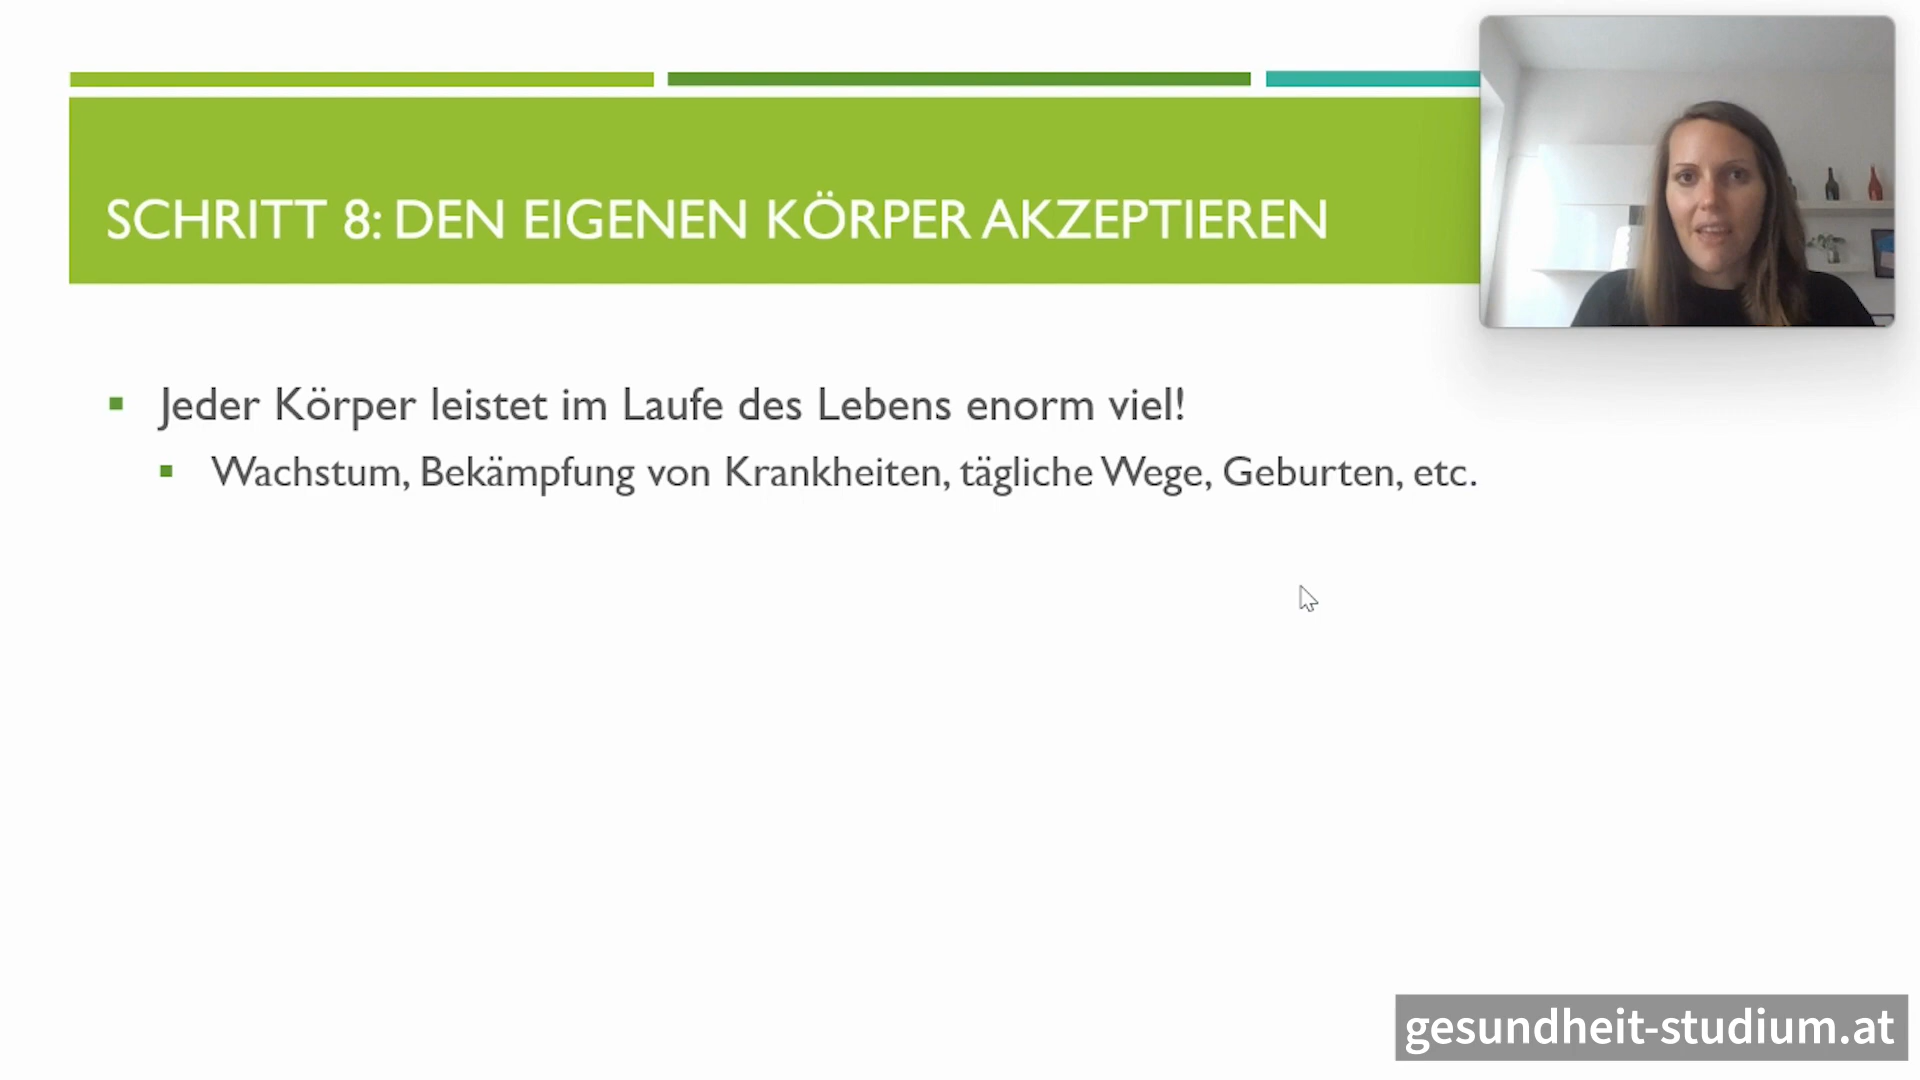 SCHRITT 8: DEN EIGENEN KÖRPER AKZEPTIEREN
Jeder Körper leistet im Laufe des Lebens enorm viel!
Wachstum, Bekämpfung von Krankheiten, tägliche Wege, Geburten, etc.
gesundheit-studium.at